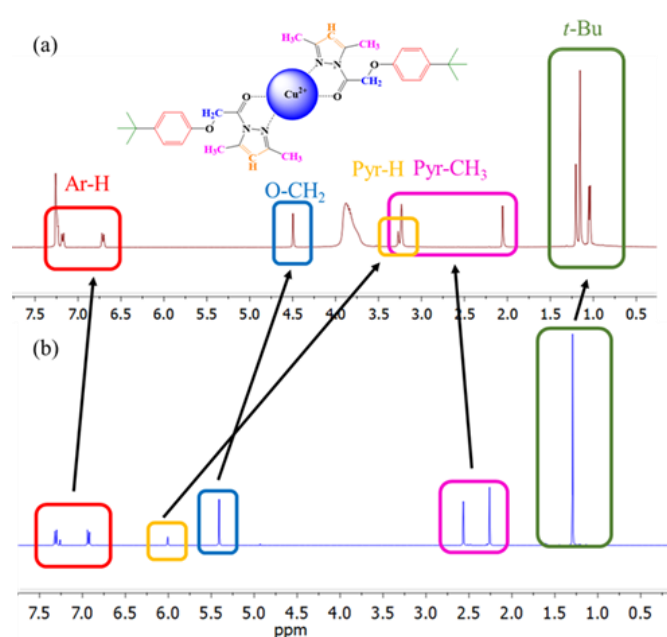 (a)
H
H₃C
CH₃
N
N
O
CH₂
O
Cu²⁺
H₂C
O
O
N
N
H₃C
CH₃
H
Ar-H
O-CH₂
Pyr-H
Pyr-CH₃
t-Bu
7.5 7.0 6.5 6.0 5.5 5.0 4.5 4.0 3.5 3.0 2.5 2.0 1.5 1.0 0.5
(b)
7.5 7.0 6.5 6.0 5.5 5.0 4.5 4.0 3.5 3.0 2.5 2.0 1.5 1.0 0.5
ppm